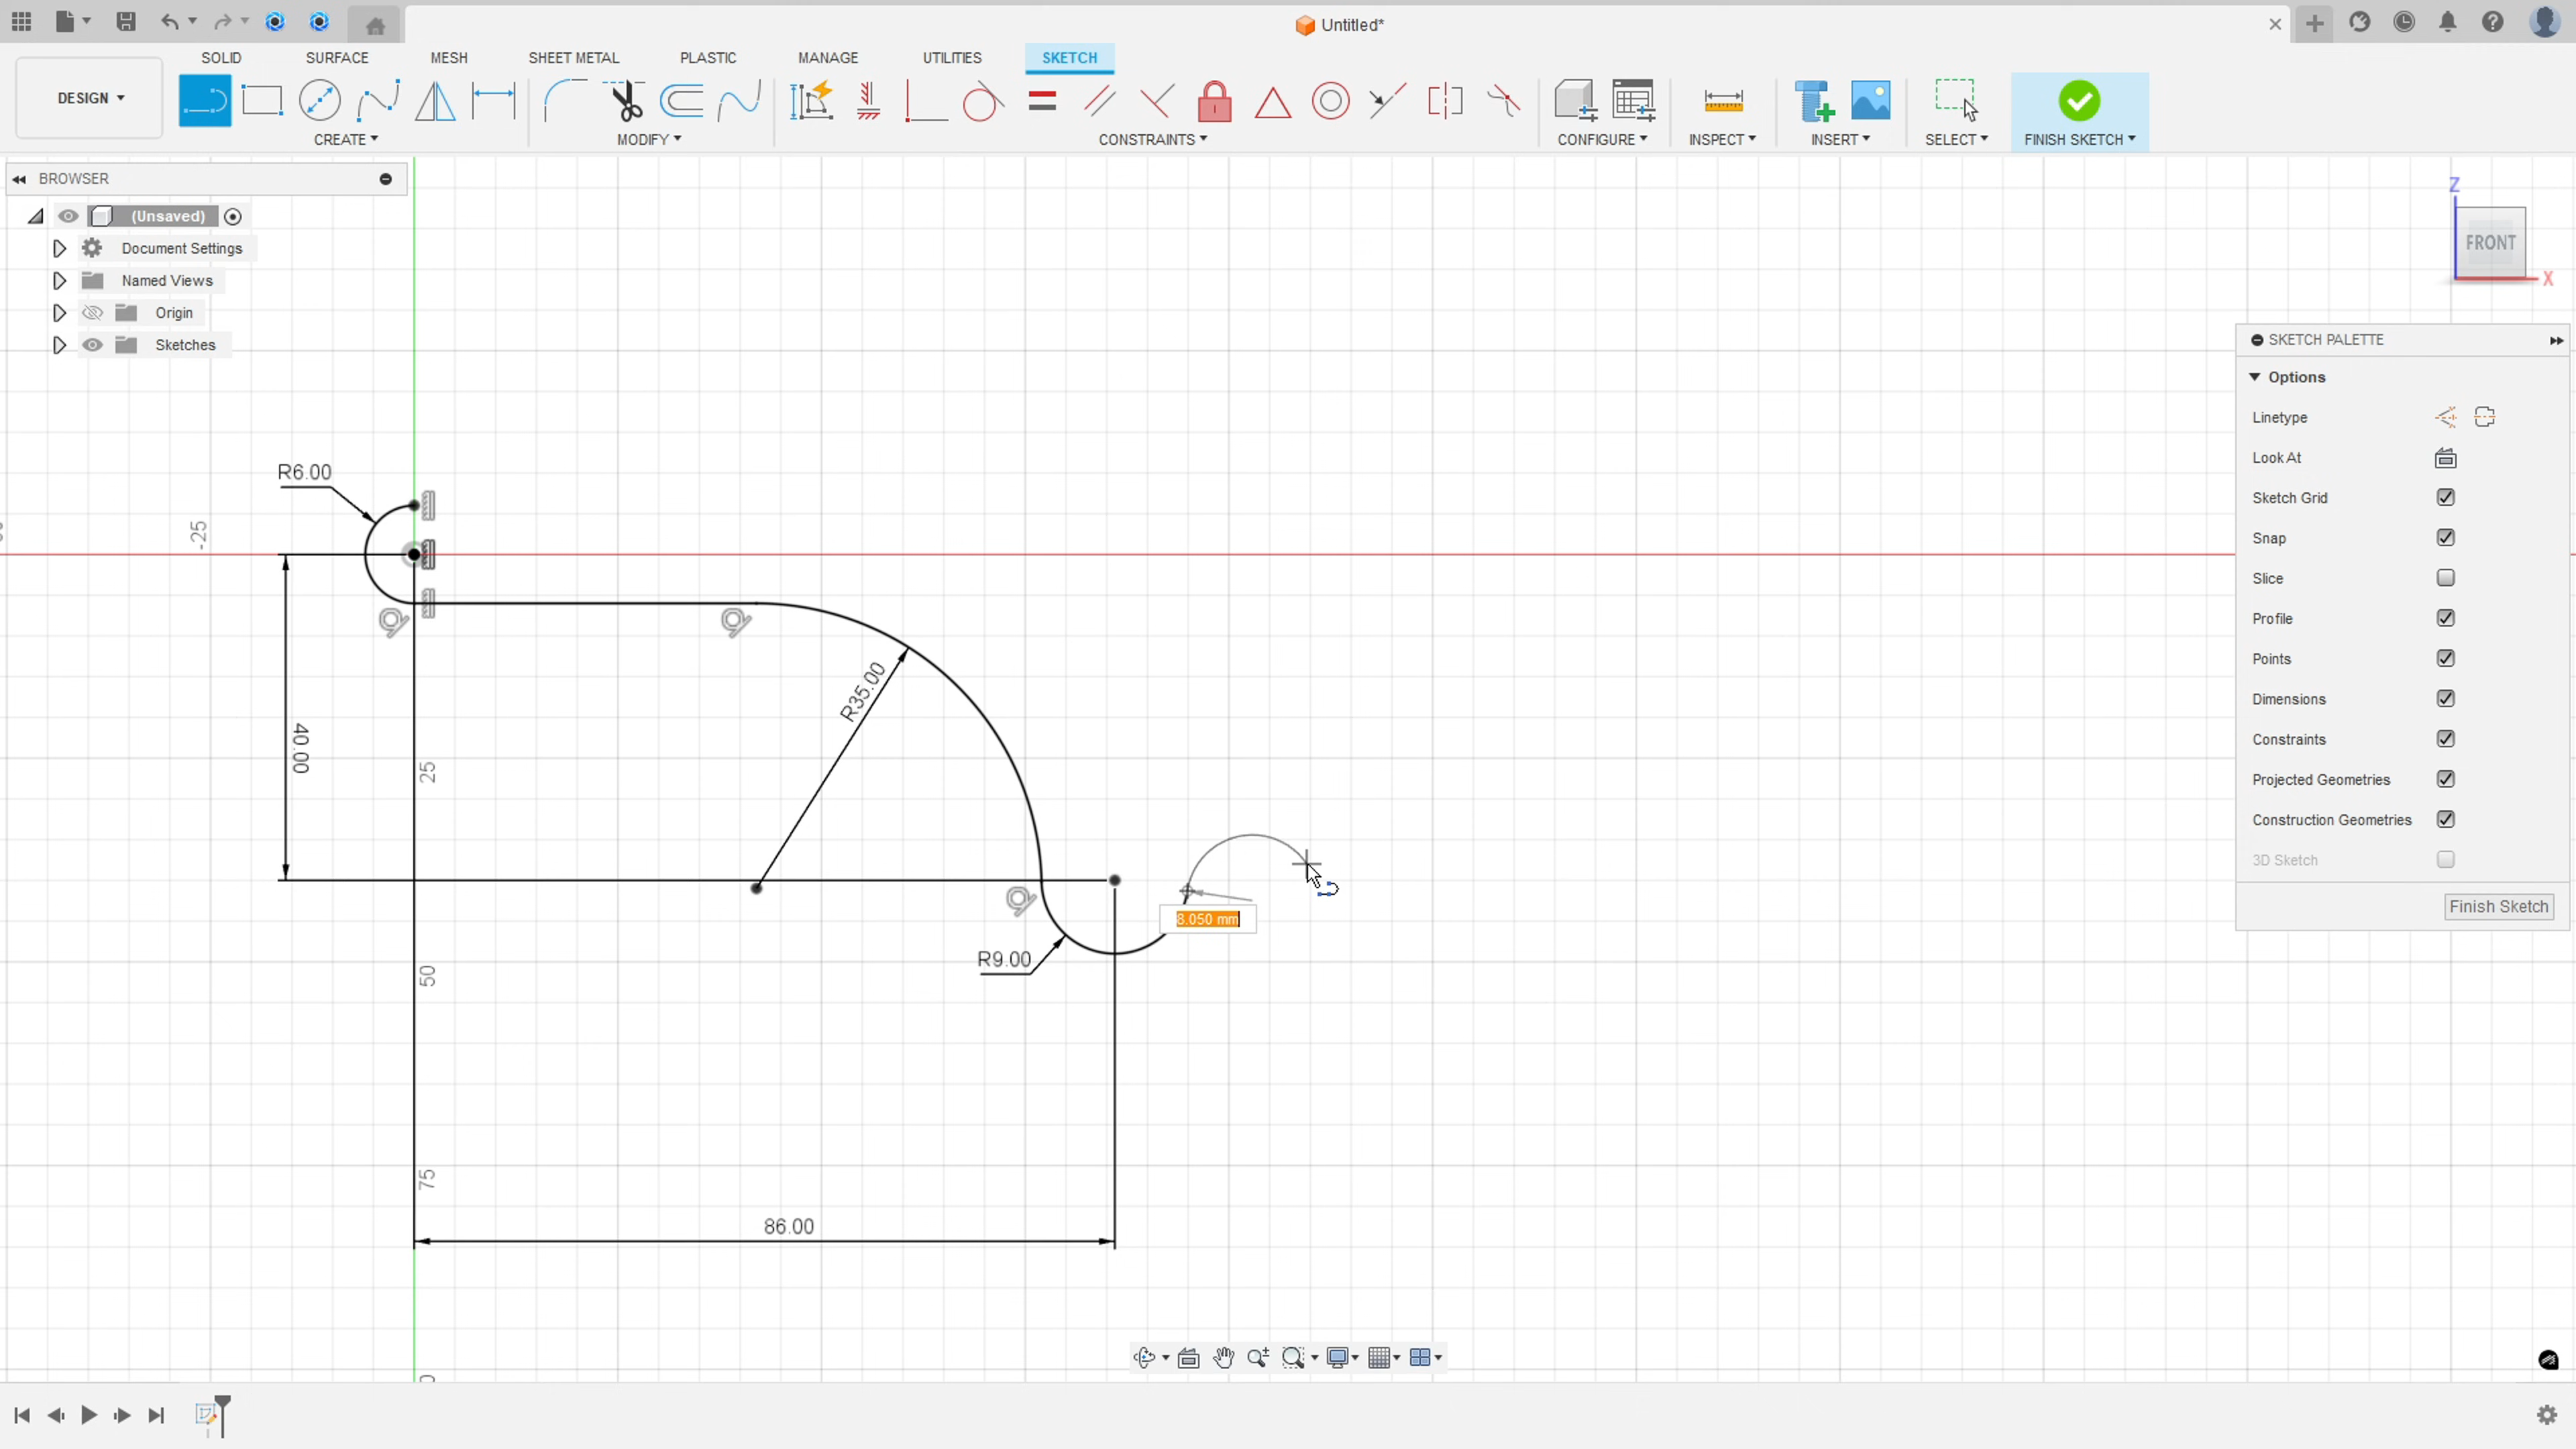 Untitled*
SOLID SURFACE MESH SHEET METAL PLASTIC MANAGE UTILITIES SKETCH
DESIGN
CREATE MODIFY CONSTRAINTS CONFIGURE INSPECT INSERT SELECT FINISH SKETCH
BROWSER
(Unsaved)
Document Settings
Named Views
Origin
Sketches
Z
FRONT
X
SKETCH PALETTE
Options
Linetype
Look At
Sketch Grid
Snap
Slice
Profile
Points
Dimensions
Constraints
Projected Geometries
Construction Geometries
3D Sketch
Finish Sketch
R6.00
-25
40.00
R35.00
25
8.050 mm
R9.00
50
75
86.00